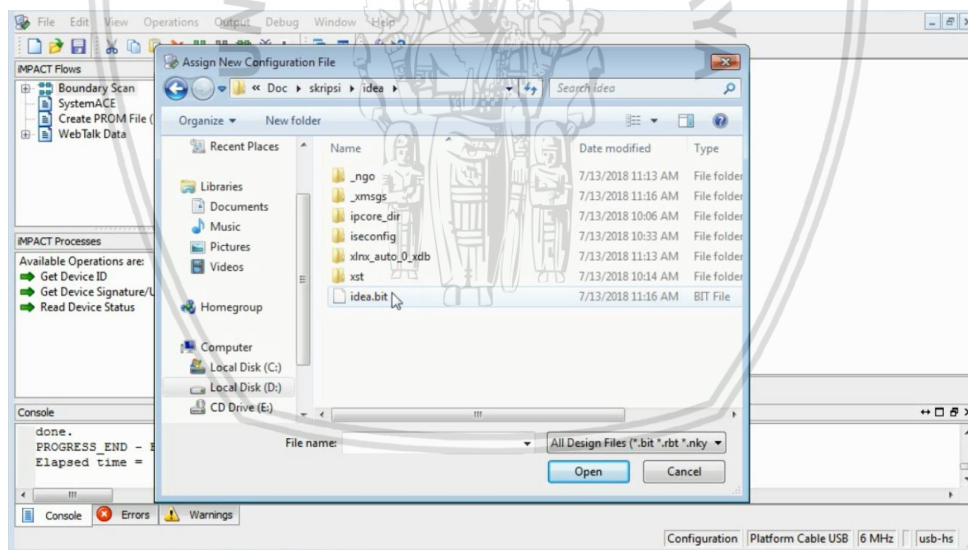 File Edit View Operations Output Debug Window Help
iMPACT Flows
Boundary Scan
SystemACE
Create PROM File (
WebTalk Data
iMPACT Processes
Available Operations are:
Get Device ID
Get Device Signature/U
Read Device Status
Assign New Configuration File
« Doc ▸ skripsi ▸ idea ▸
Search idea
Organize
New folder
Recent Places
Libraries
Documents
Music
Pictures
Videos
Homegroup
Computer
Local Disk (C:)
Local Disk (D:)
CD Drive (E:)
Name Date modified Type
_ngo 7/13/2018 11:13 AM File folder
_xmsgs 7/13/2018 11:16 AM File folder
ipcore_dir 7/13/2018 10:06 AM File folder
iseconfig 7/13/2018 10:33 AM File folder
xlnx_auto_0_xdb 7/13/2018 11:13 AM File folder
xst 7/13/2018 10:14 AM File folder
idea.bit 7/13/2018 11:16 AM BIT File
File name:
All Design Files (*.bit *.rbt *.nky
Open Cancel
Console
done.
PROGRESS_END - E
Elapsed time =
Console Errors Warnings
Configuration Platform Cable USB 6 MHz usb-hs